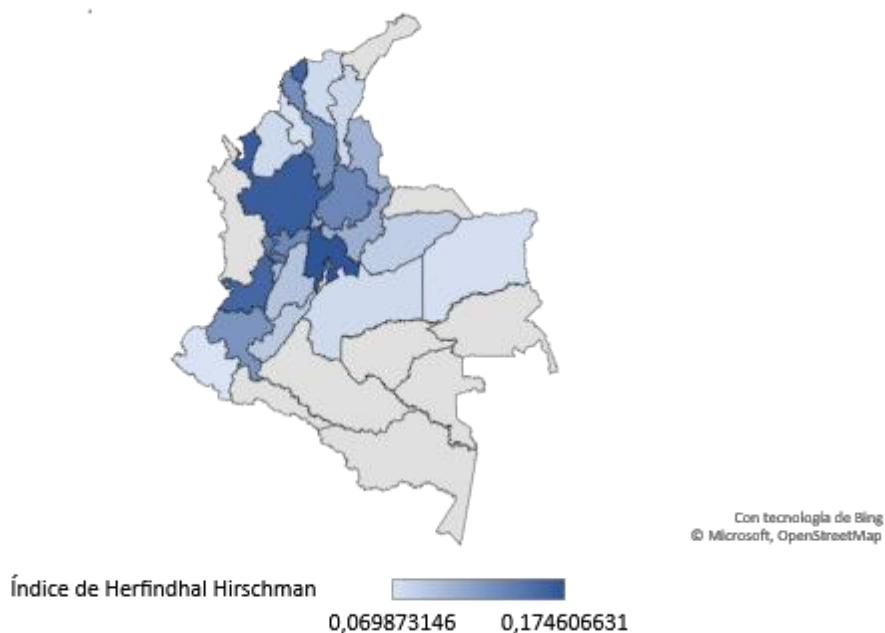 Con tecnología de Bing
© Microsoft, OpenStreetMap
Índice de Herfindhal Hirschman
0,069873146 0,174606631